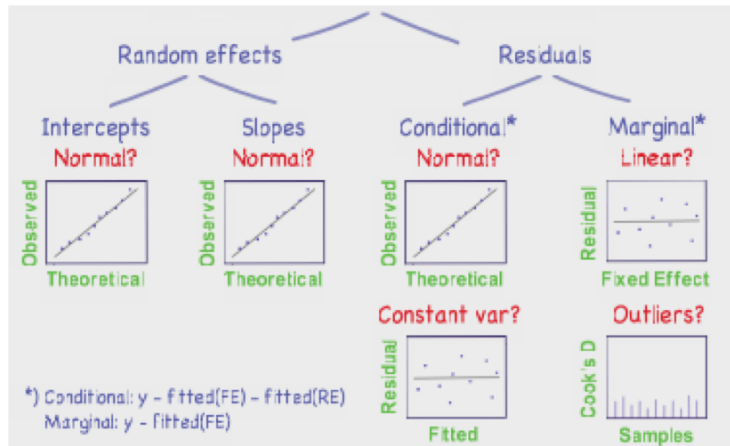 Random effects
Residuals
Intercepts
Slopes
Conditional*
Marginal*
Normal?
Normal?
Normal?
Linear?
Observed
Theoretical
Observed
Theoretical
Observed
Theoretical
Residual
Fixed Effect
Constant var?
Outliers?
Residual
Fitted
Cook's D
Samples
*) Conditional: y - fitted(FE) - fitted(RE)
Marginal: y - fitted(FE)